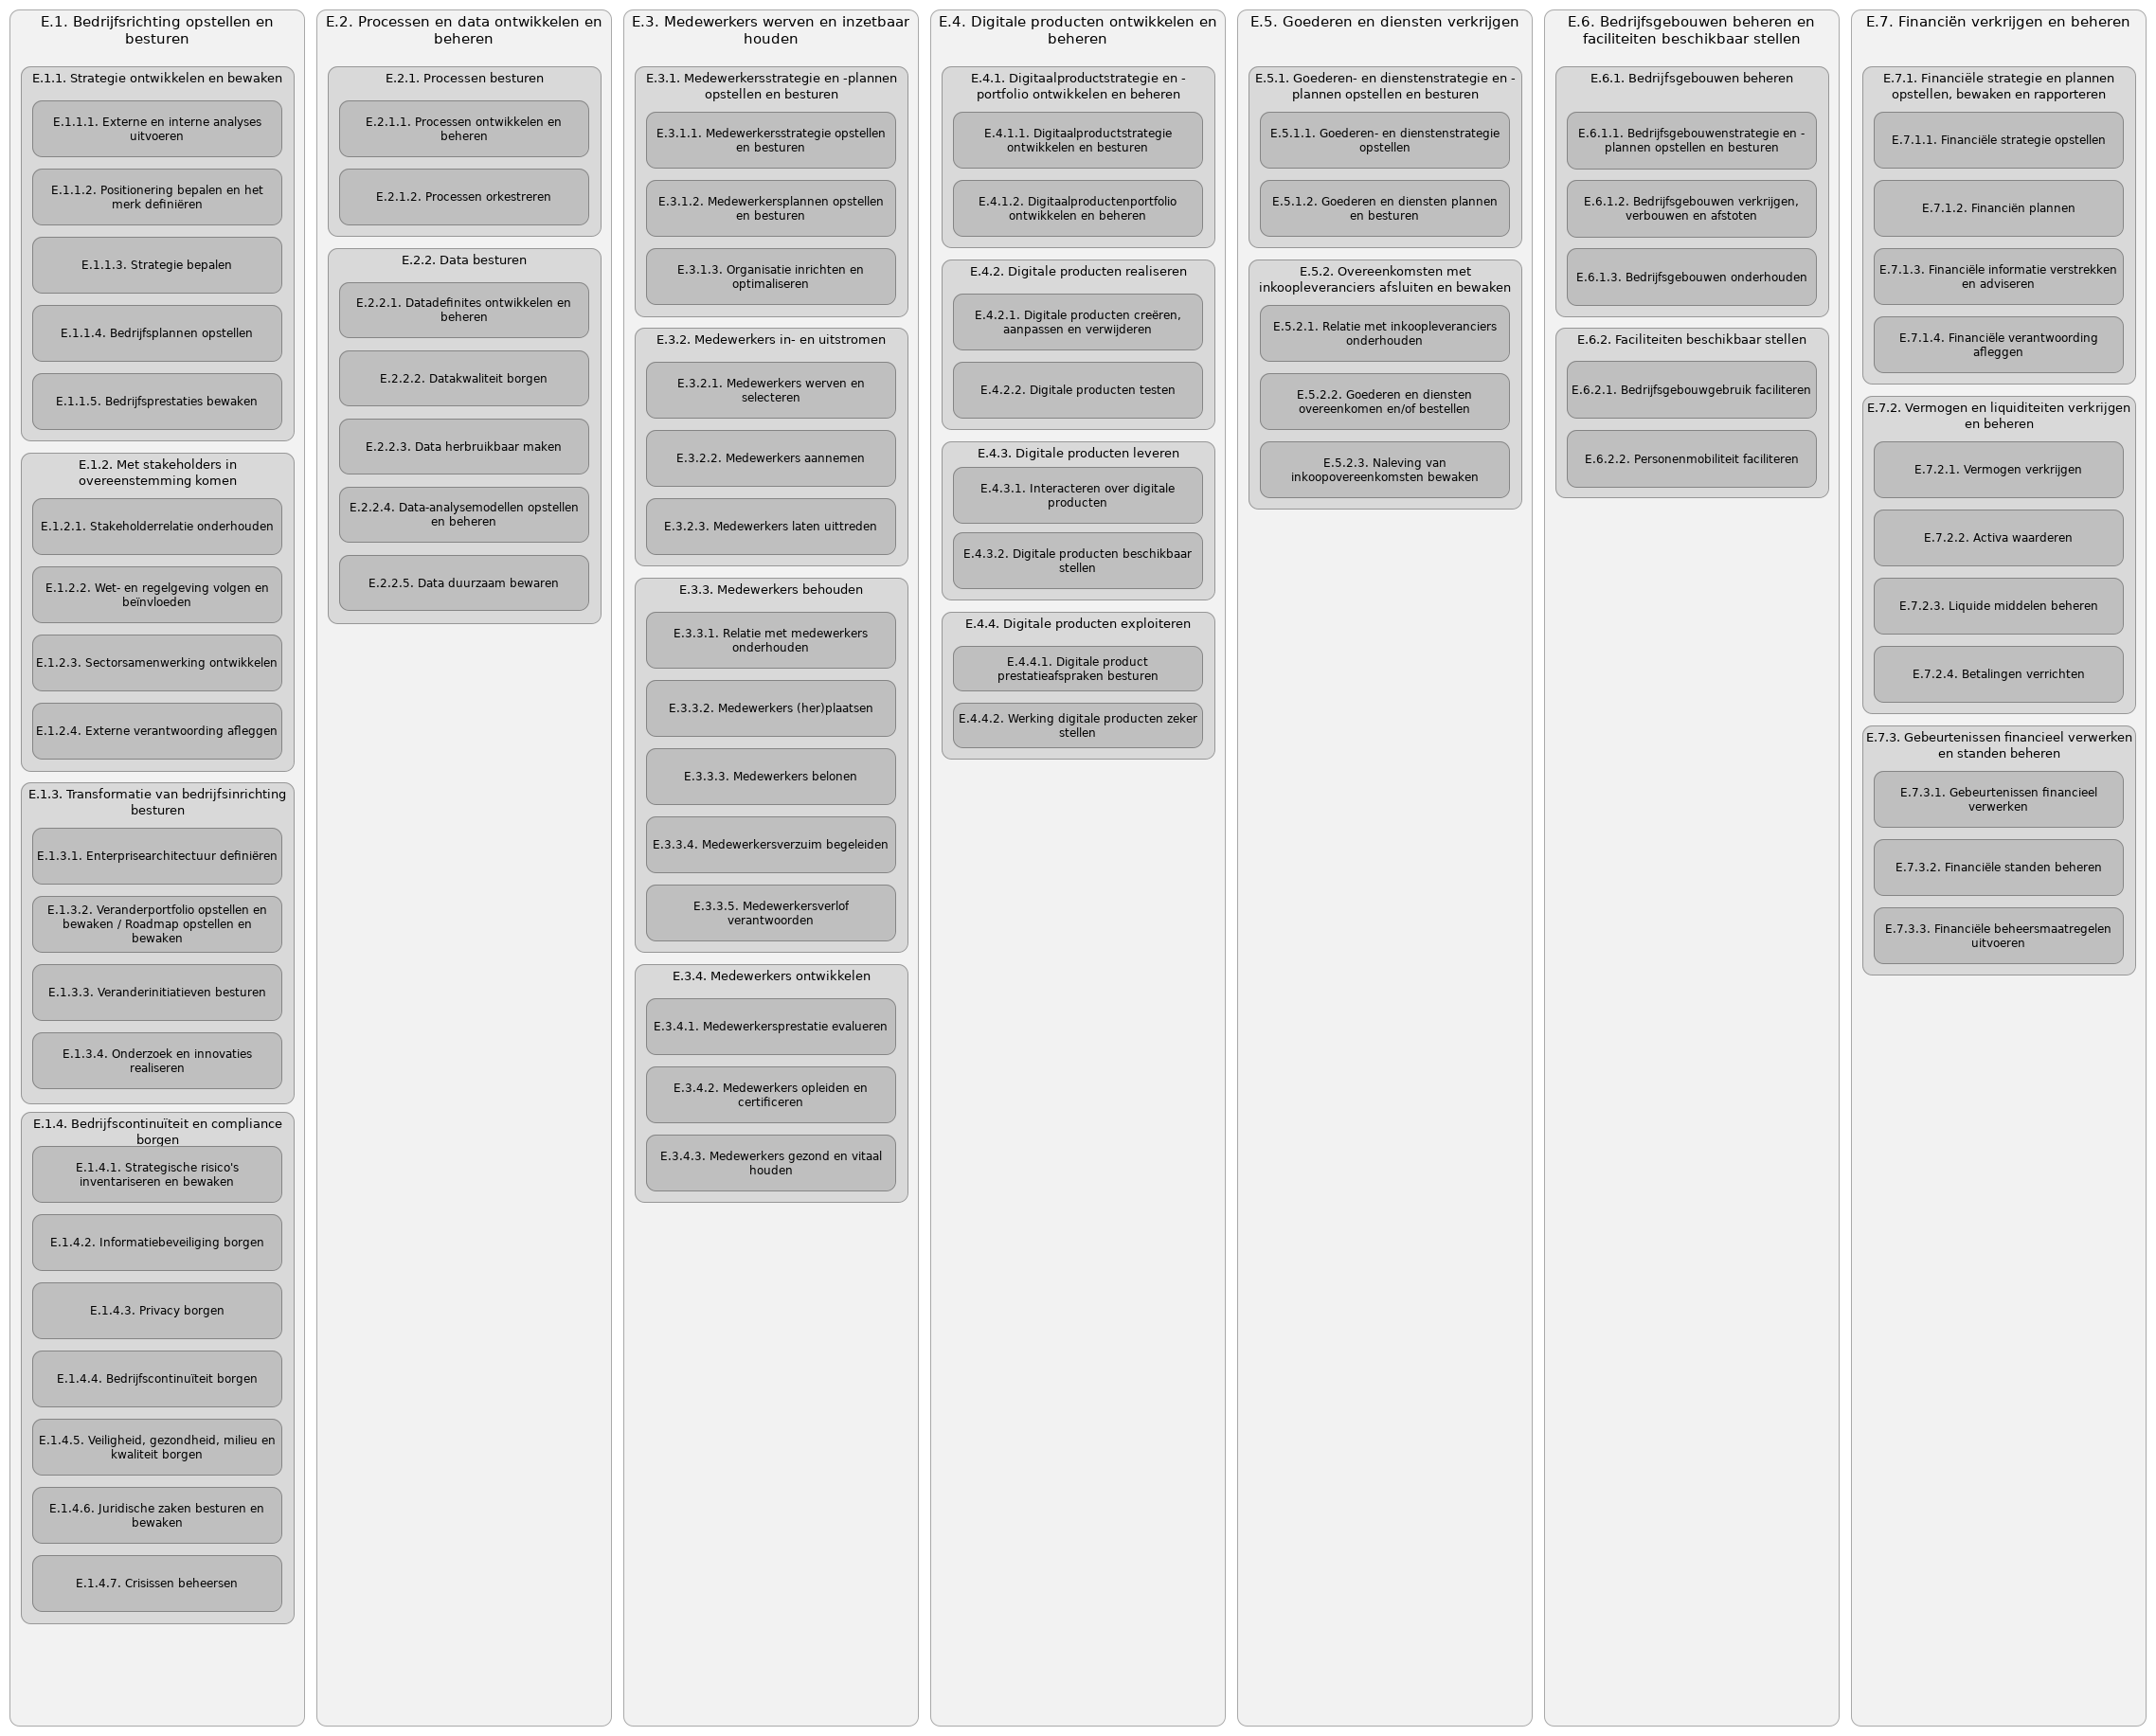 E.1. Bedrijfsrichting opstellen en
besturen
E.1.1. Strategie ontwikkelen en bewaken
E.1.1.1. Externe en interne analyses
uitvoeren
E.1.1.2. Positionering bepalen en het
merk definiëren
E.1.1.3. Strategie bepalen
E.1.1.4. Bedrijfsplannen opstellen
E.1.1.5. Bedrijfsprestaties bewaken
E.1.2. Met stakeholders in
overeenstemming komen
E.1.2.1. Stakeholderrelatie onderhouden
E.1.2.2. Wet- en regelgeving volgen en
beïnvloeden
E.1.2.3. Sectorsamenwerking ontwikkelen
E.1.2.4. Externe verantwoording afleggen
E.1.3. Transformatie van bedrijfsinrichting
besturen
E.1.3.1. Enterprisearchitectuur definiëren
E.1.3.2. Veranderportfolio opstellen en
bewaken / Roadmap opstellen en
bewaken
E.1.3.3. Veranderinitiatieven besturen
E.1.3.4. Onderzoek en innovaties
realiseren
E.1.4. Bedrijfscontinuïteit en compliance
borgen
E.1.4.1. Strategische risico's
inventariseren en bewaken
E.1.4.2. Informatiebeveiliging borgen
E.1.4.3. Privacy borgen
E.1.4.4. Bedrijfscontinuïteit borgen
E.1.4.5. Veiligheid, gezondheid, milieu en
kwaliteit borgen
E.1.4.6. Juridische zaken besturen en
bewaken
E.1.4.7. Crisissen beheersen
E.2. Processen en data ontwikkelen en
beheren
E.2.1. Processen besturen
E.2.1.1. Processen ontwikkelen en
beheren
E.2.1.2. Processen orkestreren
E.2.2. Data besturen
E.2.2.1. Datadefinites ontwikkelen en
beheren
E.2.2.2. Datakwaliteit borgen
E.2.2.3. Data herbruikbaar maken
E.2.2.4. Data-analysemodellen opstellen
en beheren
E.2.2.5. Data duurzaam bewaren
E.3. Medewerkers werven en inzetbaar
houden
E.3.1. Medewerkersstrategie en -plannen
opstellen en besturen
E.3.1.1. Medewerkersstrategie opstellen
en besturen
E.3.1.2. Medewerkersplannen opstellen
en besturen
E.3.1.3. Organisatie inrichten en
optimaliseren
E.3.2. Medewerkers in- en uitstromen
E.3.2.1. Medewerkers werven en
selecteren
E.3.2.2. Medewerkers aannemen
E.3.2.3. Medewerkers laten uittreden
E.3.3. Medewerkers behouden
E.3.3.1. Relatie met medewerkers
onderhouden
E.3.3.2. Medewerkers (her)plaatsen
E.3.3.3. Medewerkers belonen
E.3.3.4. Medewerkersverzuim begeleiden
E.3.3.5. Medewerkersverlof
verantwoorden
E.3.4. Medewerkers ontwikkelen
E.3.4.1. Medewerkersprestatie evalueren
E.3.4.2. Medewerkers opleiden en
certificeren
E.3.4.3. Medewerkers gezond en vitaal
houden
E.4. Digitale producten ontwikkelen en
beheren
E.4.1. Digitaalproductstrategie en -
portfolio ontwikkelen en beheren
E.4.1.1. Digitaalproductstrategie
ontwikkelen en besturen
E.4.1.2. Digitaalproductenportfolio
ontwikkelen en beheren
E.4.2. Digitale producten realiseren
E.4.2.1. Digitale producten creëren,
aanpassen en verwijderen
E.4.2.2. Digitale producten testen
E.4.3. Digitale producten leveren
E.4.3.1. Interacteren over digitale
producten
E.4.3.2. Digitale producten beschikbaar
stellen
E.4.4. Digitale producten exploiteren
E.4.4.1. Digitale product
prestatieafspraken besturen
E.4.4.2. Werking digitale producten zeker
stellen
E.5. Goederen en diensten verkrijgen
E.5.1. Goederen- en dienstenstrategie en -
plannen opstellen en besturen
E.5.1.1. Goederen- en dienstenstrategie
opstellen
E.5.1.2. Goederen en diensten plannen
en besturen
E.5.2. Overeenkomsten met
inkoopleveranciers afsluiten en bewaken
E.5.2.1. Relatie met inkoopleveranciers
onderhouden
E.5.2.2. Goederen en diensten
overeenkomen en/of bestellen
E.5.2.3. Naleving van
inkoopovereenkomsten bewaken
E.6. Bedrijfsgebouwen beheren en
faciliteiten beschikbaar stellen
E.6.1. Bedrijfsgebouwen beheren
E.6.1.1. Bedrijfsgebouwenstrategie en -
plannen opstellen en besturen
E.6.1.2. Bedrijfsgebouwen verkrijgen,
verbouwen en afstoten
E.6.1.3. Bedrijfsgebouwen onderhouden
E.6.2. Faciliteiten beschikbaar stellen
E.6.2.1. Bedrijfsgebouwgebruik faciliteren
E.6.2.2. Personenmobiliteit faciliteren
E.7. Financiën verkrijgen en beheren
E.7.1. Financiële strategie en plannen
opstellen, bewaken en rapporteren
E.7.1.1. Financiële strategie opstellen
E.7.1.2. Financiën plannen
E.7.1.3. Financiële informatie verstrekken
en adviseren
E.7.1.4. Financiële verantwoording
afleggen
E.7.2. Vermogen en liquiditeiten verkrijgen
en beheren
E.7.2.1. Vermogen verkrijgen
E.7.2.2. Activa waarderen
E.7.2.3. Liquide middelen beheren
E.7.2.4. Betalingen verrichten
E.7.3. Gebeurtenissen financieel verwerken
en standen beheren
E.7.3.1. Gebeurtenissen financieel
verwerken
E.7.3.2. Financiële standen beheren
E.7.3.3. Financiële beheersmaatregelen
uitvoeren